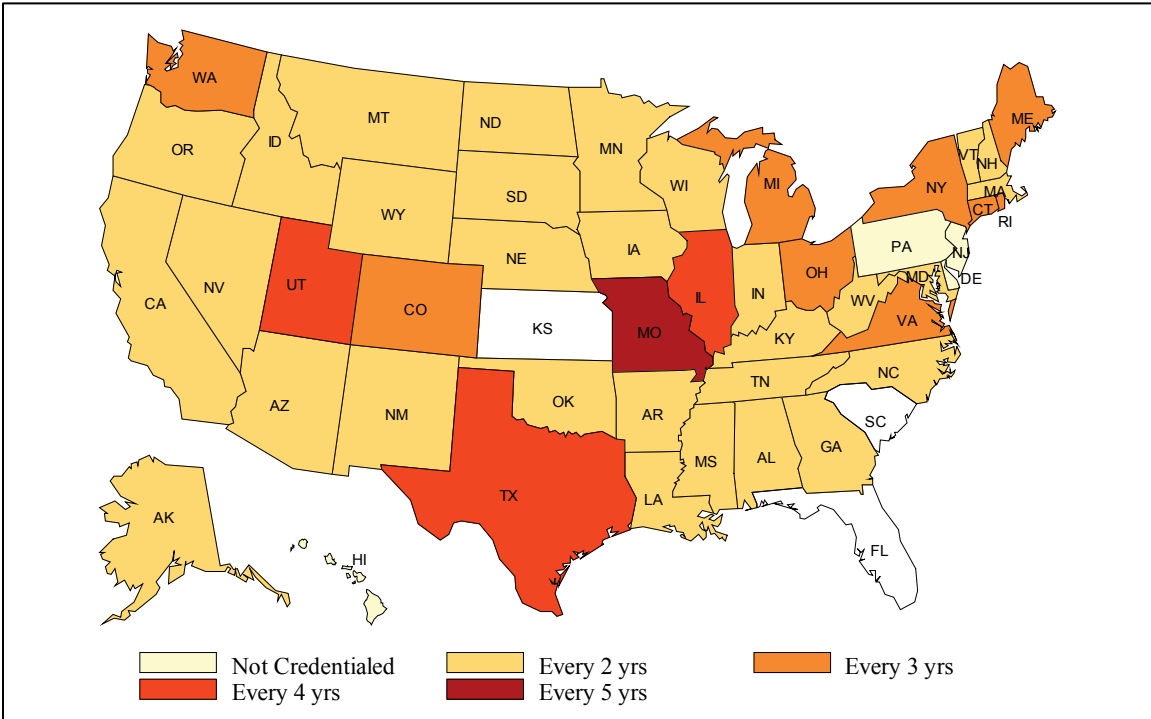 WA
ME
MT
ND
ID
OR
MN
VT
NH
WI
MI
NY
MA
SD
WY
CT
RI
IA
PA
NE
NJ
OH
MD
DE
NV
UT
IN
IL
WV
CA
CO
VA
KS
MO
KY
NC
TN
AZ
OK
NM
AR
SC
GA
MS
AL
TX
LA
AK
FL
HI
Not Credentialed
Every 2 yrs
Every 3 yrs
Every 4 yrs
Every 5 yrs